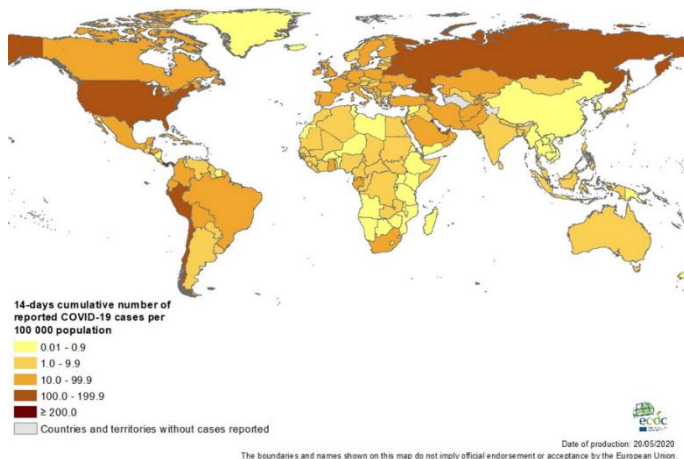 14-days cumulative number of
reported COVID-19 cases per
100 000 population
0.01 - 0.9
1.0 - 9.9
10.0 - 99.9
100.0 - 199.9
≥ 200.0
Countries and territories without cases reported
ecdc
Date of production: 20/05/2020
The boundaries and names shown on this map do not imply official endorsement or acceptance by the European Union.